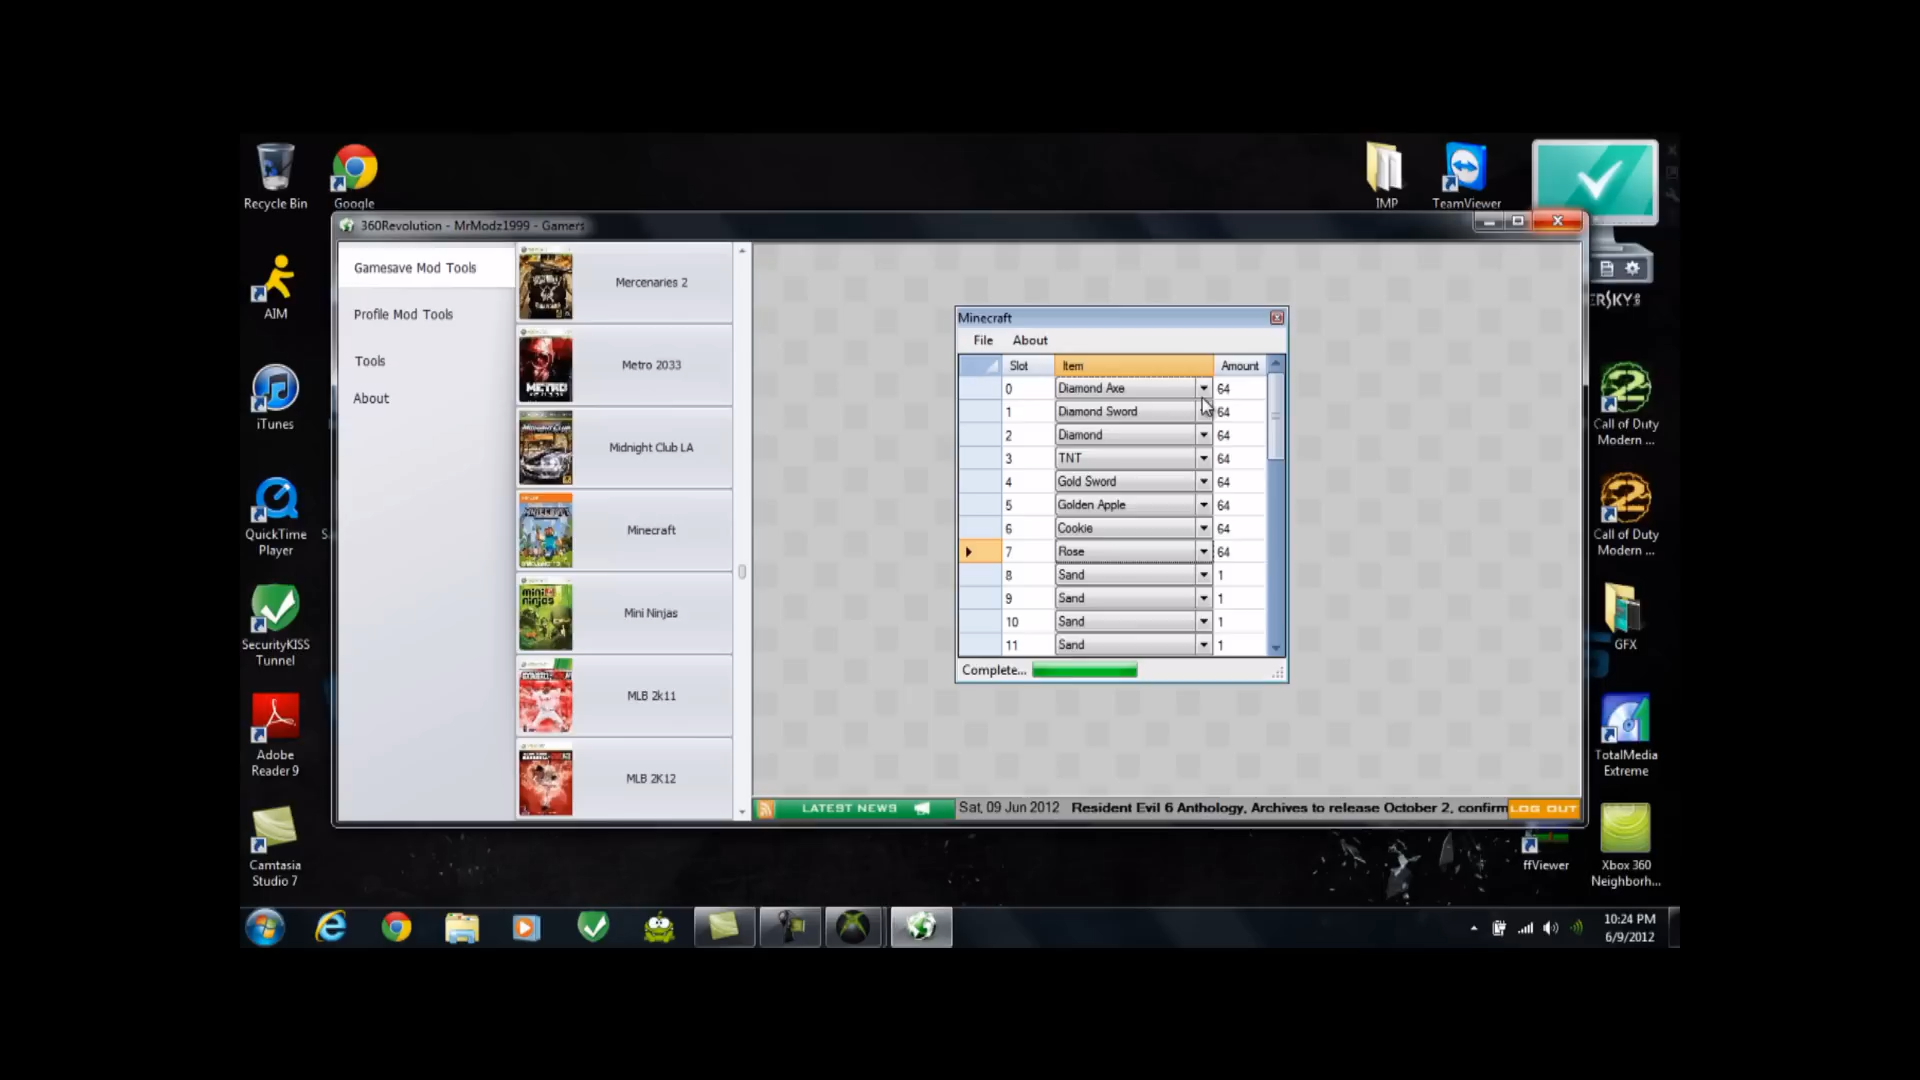 Recycle Bin
Google
IMP
TeamViewer
360Revolution - MrModz1999 - Gamers
Gamesave Mod Tools
Profile Mod Tools
Tools
About
Mercenaries 2
Metro 2033
Midnight Club LA
Minecraft
Mini Ninjas
MLB 2k11
MLB 2K12
Minecraft
File About
Slot Item Amount
0 Diamond Axe 64
1 Diamond Sword 64
2 Diamond 64
3 TNT 64
4 Gold Sword 64
5 Golden Apple 64
6 Cookie 64
7 Rose 64
8 Sand 1
9 Sand 1
10 Sand 1
11 Sand 1
Complete...
LATEST NEWS Sat, 09 Jun 2012 Resident Evil 6 Anthology, Archives to release October 2, confirm
LOG OUT
AIM
iTunes
QuickTime
Player
SecurityKISS
Tunnel
Adobe
Reader 9
Camtasia
Studio 7
ERSKY
Call of Duty
Modern ...
Call of Duty
Modern ...
GFX
TotalMedia
Extreme
ffViewer
Xbox 360
Neighborh...
10:24 PM
6/9/2012